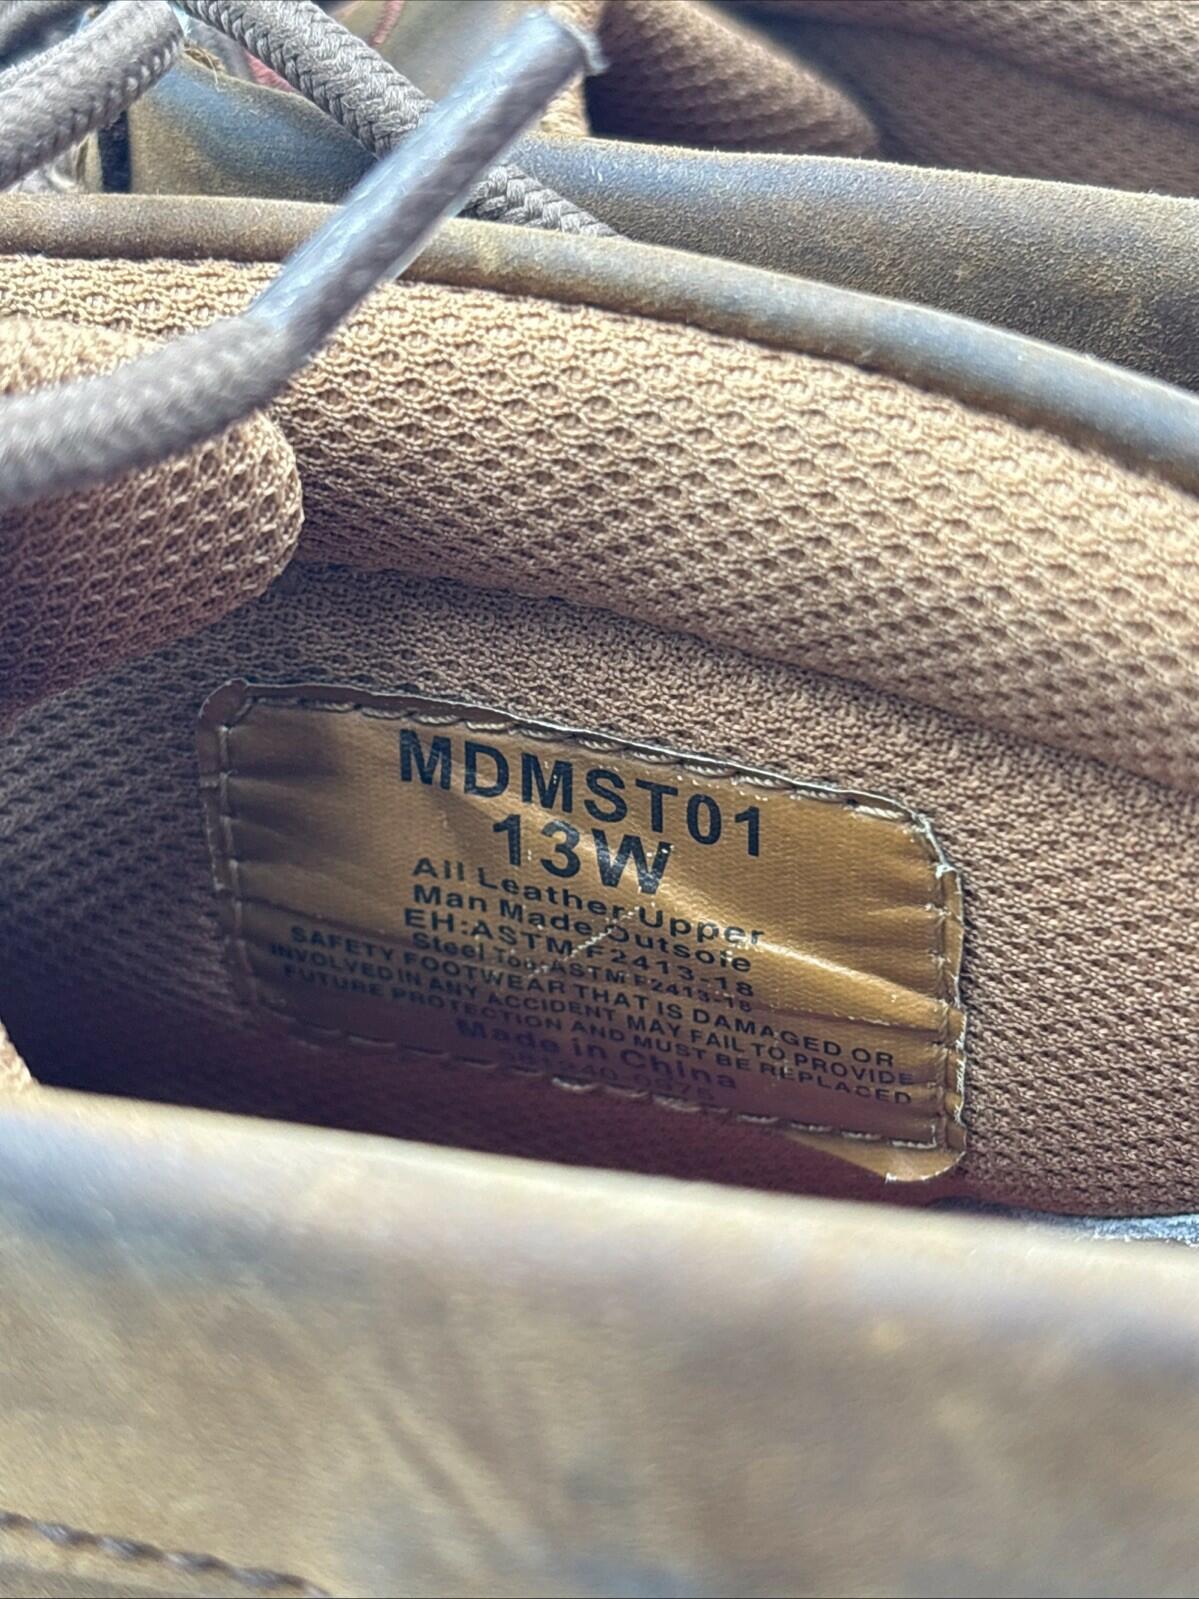 MDMST01
13W
All Leather Upper
Man Made Outsole
EH:ASTM F2413-18
Steel Toe:ASTM F2413-18
SAFETY FOOTWEAR THAT IS DAMAGED OR
INVOLVED IN ANY ACCIDENT MAY FAIL TO PROVIDE
FUTURE PROTECTION AND MUST BE REPLACED
Made in China